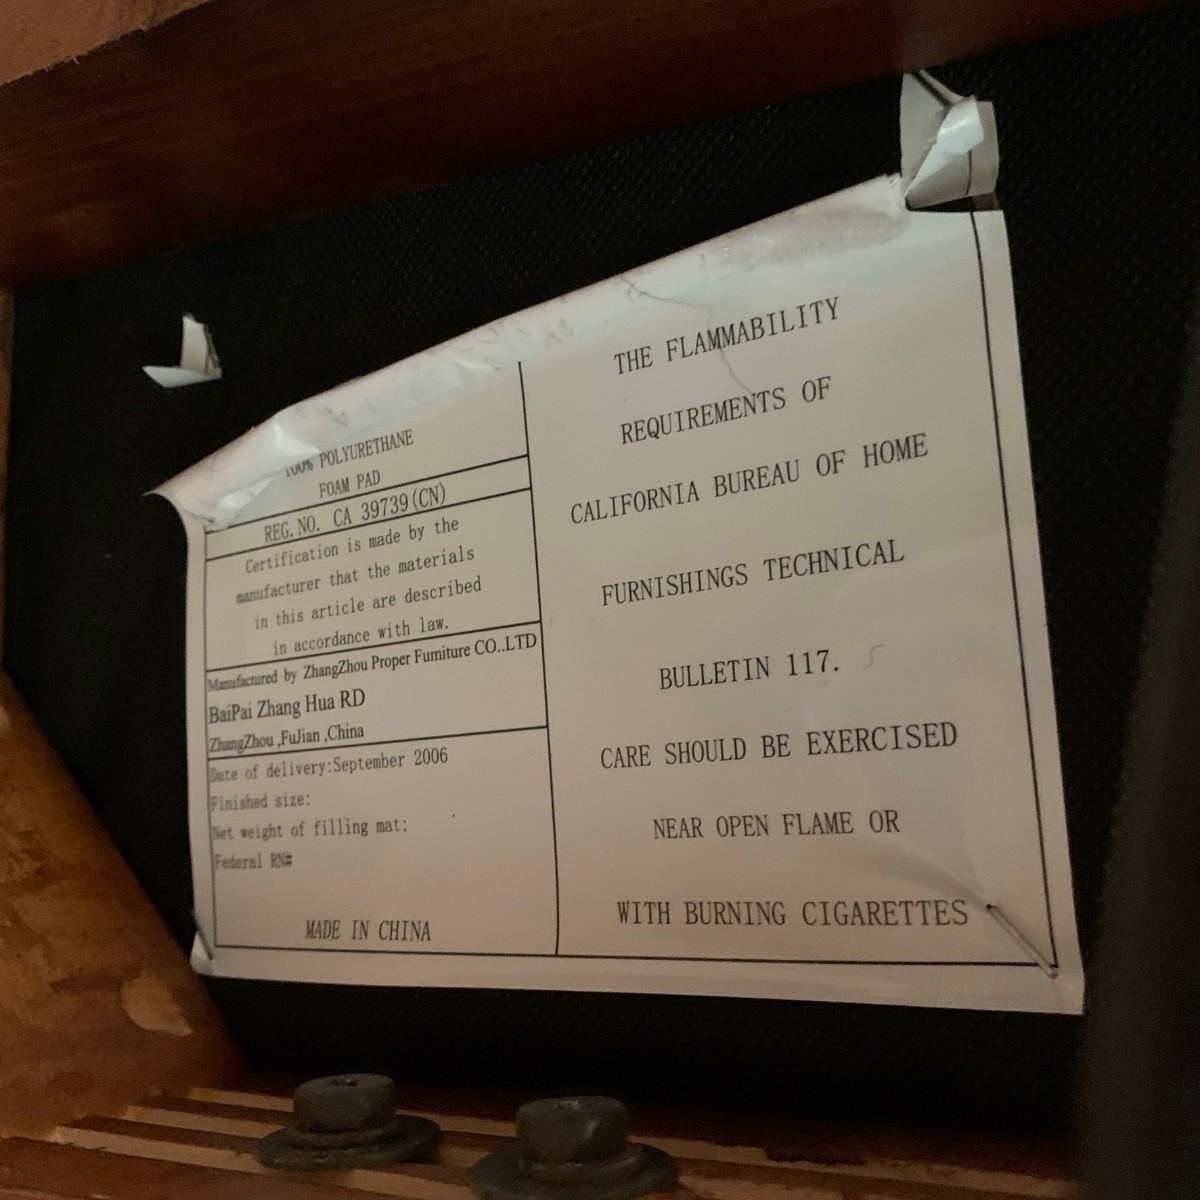 100% POLYURETHANE
FOAM PAD
REG. NO. CA 39739(CN)
Certification is made by the
manufacturer that the materials
in this article are described
in accordance with law.
Manufactured by ZhangZhou Proper Furniture CO..LTD
BaiPai Zhang Hua RD
ZhangZhou ,FuJian ,China
Date of delivery:September 2006
Finished size:
Net weight of filling mat:
Federal RN#
MADE IN CHINA
THE FLAMMABILITY
REQUIREMENTS OF
CALIFORNIA BUREAU OF HOME
FURNISHINGS TECHNICAL
BULLETIN 117.
CARE SHOULD BE EXERCISED
NEAR OPEN FLAME OR
WITH BURNING CIGARETTES